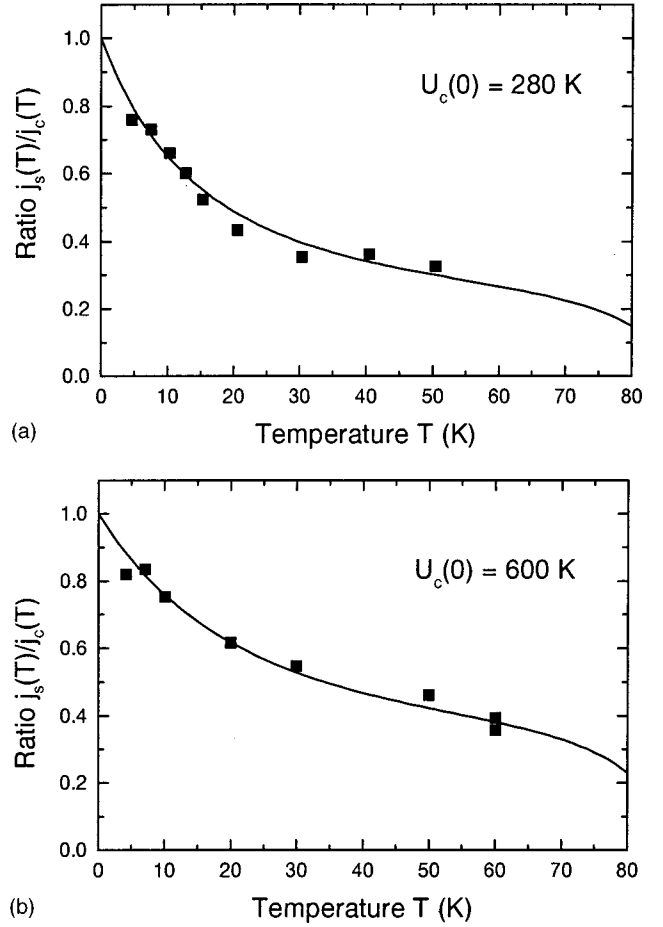 1.0
0.8
0.6
0.4
0.2
0.0
Ratio j_s(T)/j_c(T)
U_c(0) = 280 K
0 10 20 30 40 50 60 70 80
(a)
Temperature T (K)
1.0
0.8
0.6
0.4
0.2
0.0
Ratio j_s(T)/j_c(T)
U_c(0) = 600 K
0 10 20 30 40 50 60 70 80
(b)
Temperature T (K)